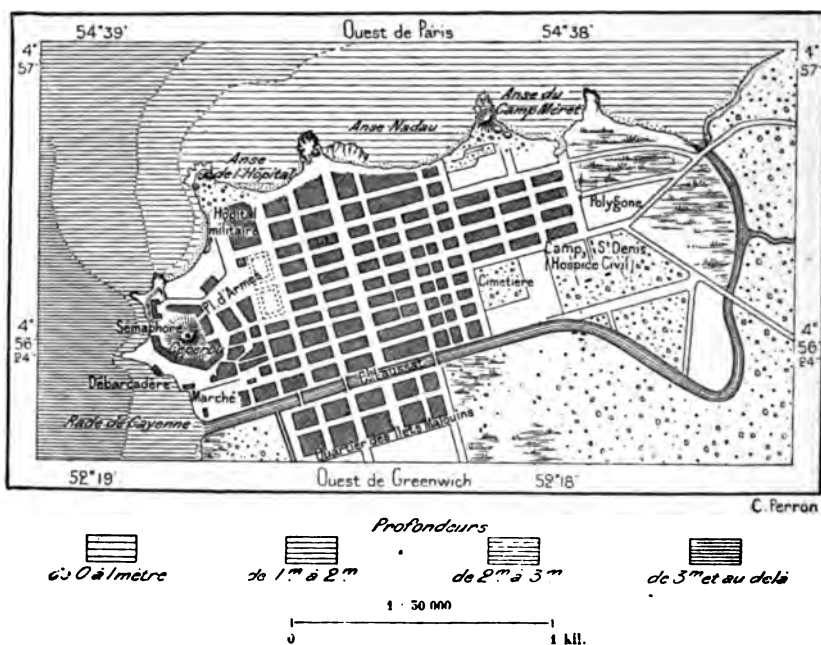 54°39' Ouest de Paris 54°38'
4° 57' 4° 57'
Anse du
Camp Méret
Anse Nadau
Anse
de l'Hôpital
Hôpital
militaire
Polygone
Camp St Denis
(Hospice Civil)
Cimetière
Pl. d'Armes
Sémaphore
4° 56' 24" 4° 56' 24"
Débarcadère
Marché
Rade de Cayenne
Quartier des Ilets Malouins
52°19' Ouest de Greenwich 52°18'
C. Perron
Profondeurs
de 0 à 1 mètre de 1m à 2m de 2m à 3m de 3m et au delà
1 : 30 000
0 1 kil.